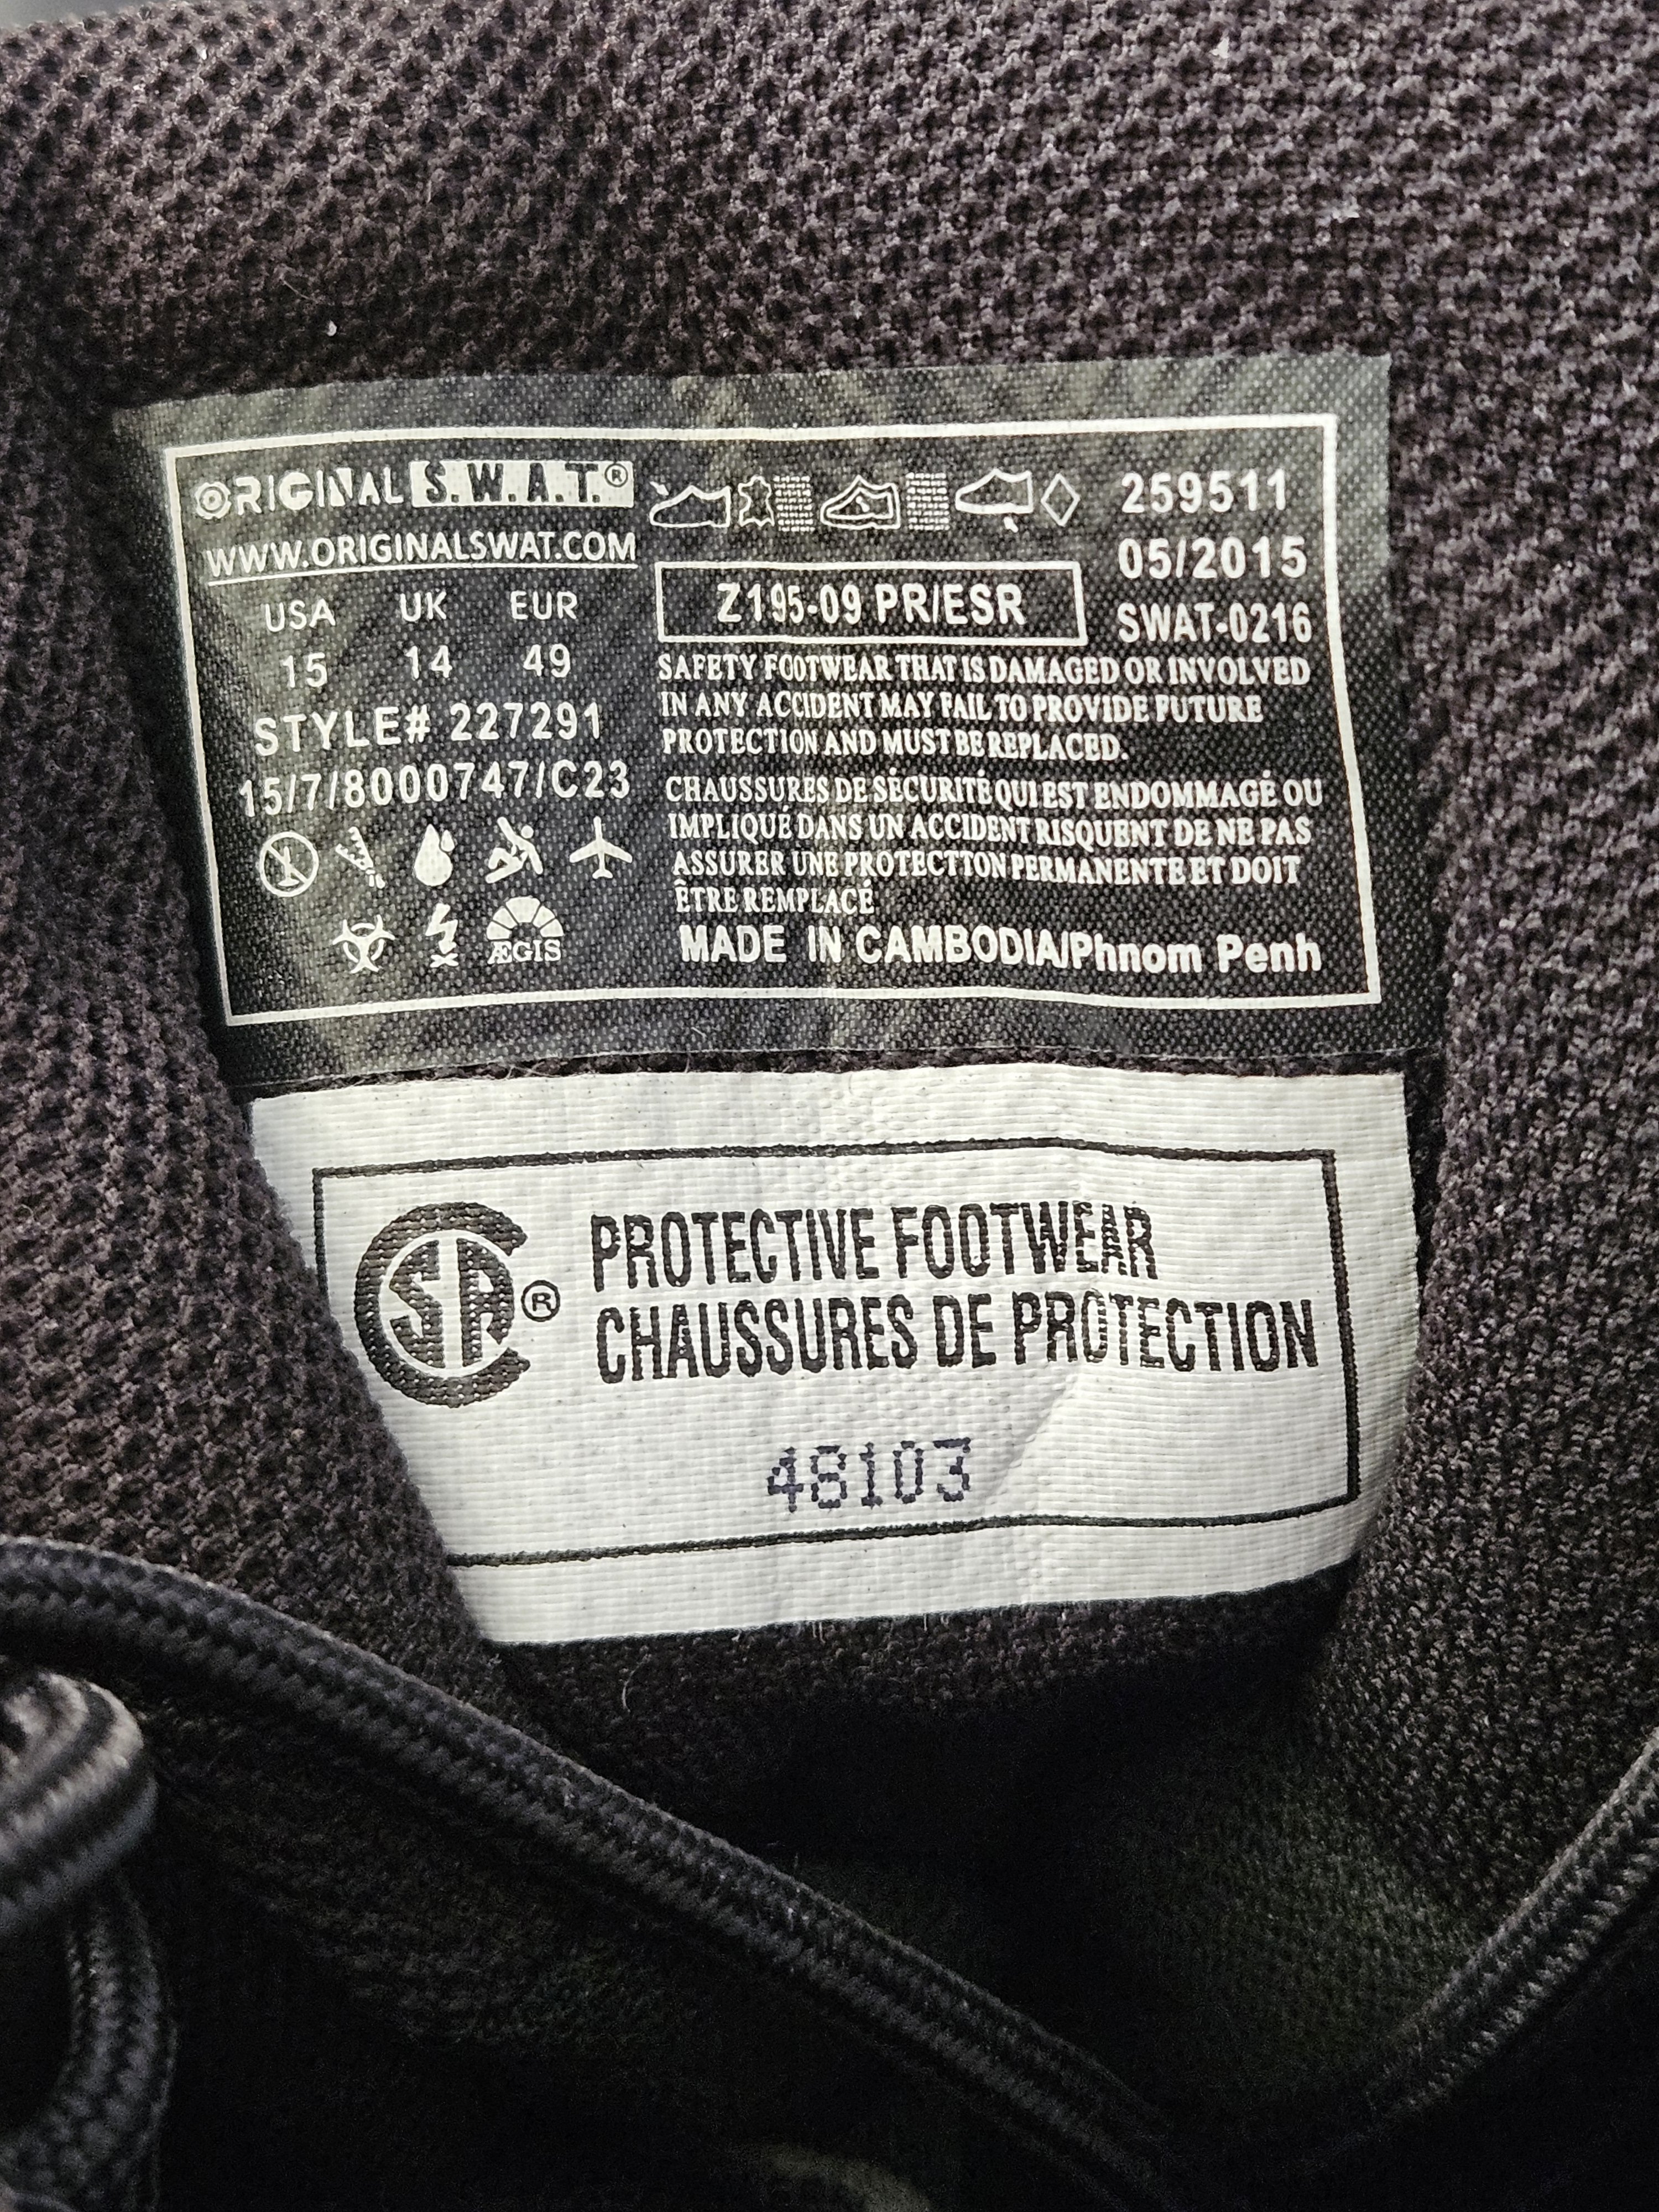 ORIGINAL S.W.A.T.®
WWW.ORIGINALSWAT.COM
USA UK EUR
15 14 49
STYLE# 227291
15/7/8000747/C23
ÆGIS
259511
05/2015
SWAT-0216
Z195-09 PR/ESR
SAFETY FOOTWEAR THAT IS DAMAGED OR INVOLVED
IN ANY ACCIDENT MAY FAIL TO PROVIDE FUTURE
PROTECTION AND MUST BE REPLACED.
CHAUSSURES DE SÉCURITÉ QUI EST ENDOMMAGÉ OU
IMPLIQUÉ DANS UN ACCIDENT RISQUENT DE NE PAS
ASSURER UNE PROTECTTON PERMANENTE ET DOIT
ÊTRE REMPLACÉ
MADE IN CAMBODIA/Phnom Penh
CSA®
PROTECTIVE FOOTWEAR
CHAUSSURES DE PROTECTION
48103